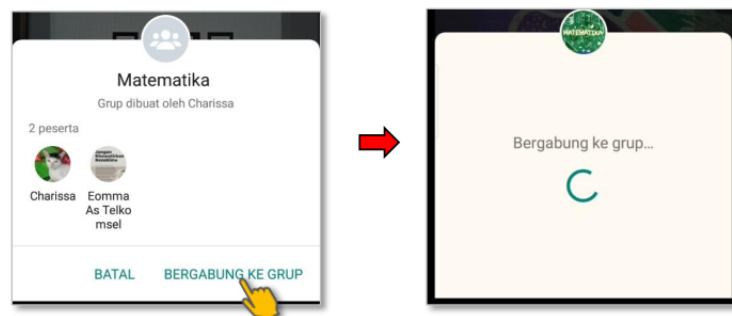 Matematika
Grup dibuat oleh Charissa
2 peserta
Charissa
Eomma
As Telko
msel
BATAL
BERGABUNG KE GRUP
MATEMATIKA
Bergabung ke grup...